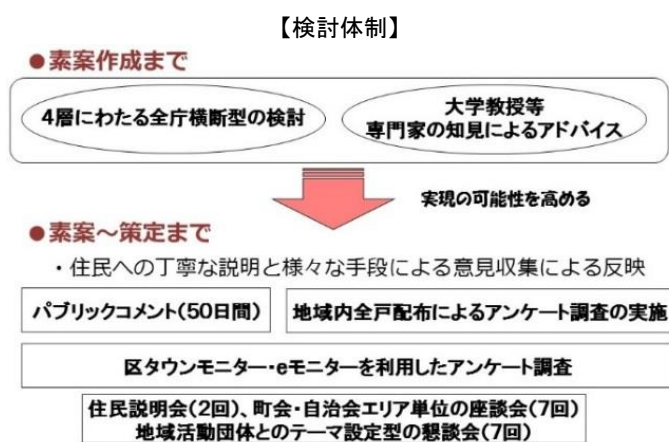 【検討体制】
●素案作成まで
4層にわたる全庁横断型の検討
大学教授等
専門家の知見によるアドバイス
実現の可能性を高める
●素案～策定まで
・住民への丁寧な説明と様々な手段による意見収集による反映
パブリックコメント(50日間)
地域内全戸配布によるアンケート調査の実施
区タウンモニター・eモニターを利用したアンケート調査
住民説明会(2回)、町会・自治会エリア単位の座談会(7回)
地域活動団体とのテーマ設定型の懇談会(7回)